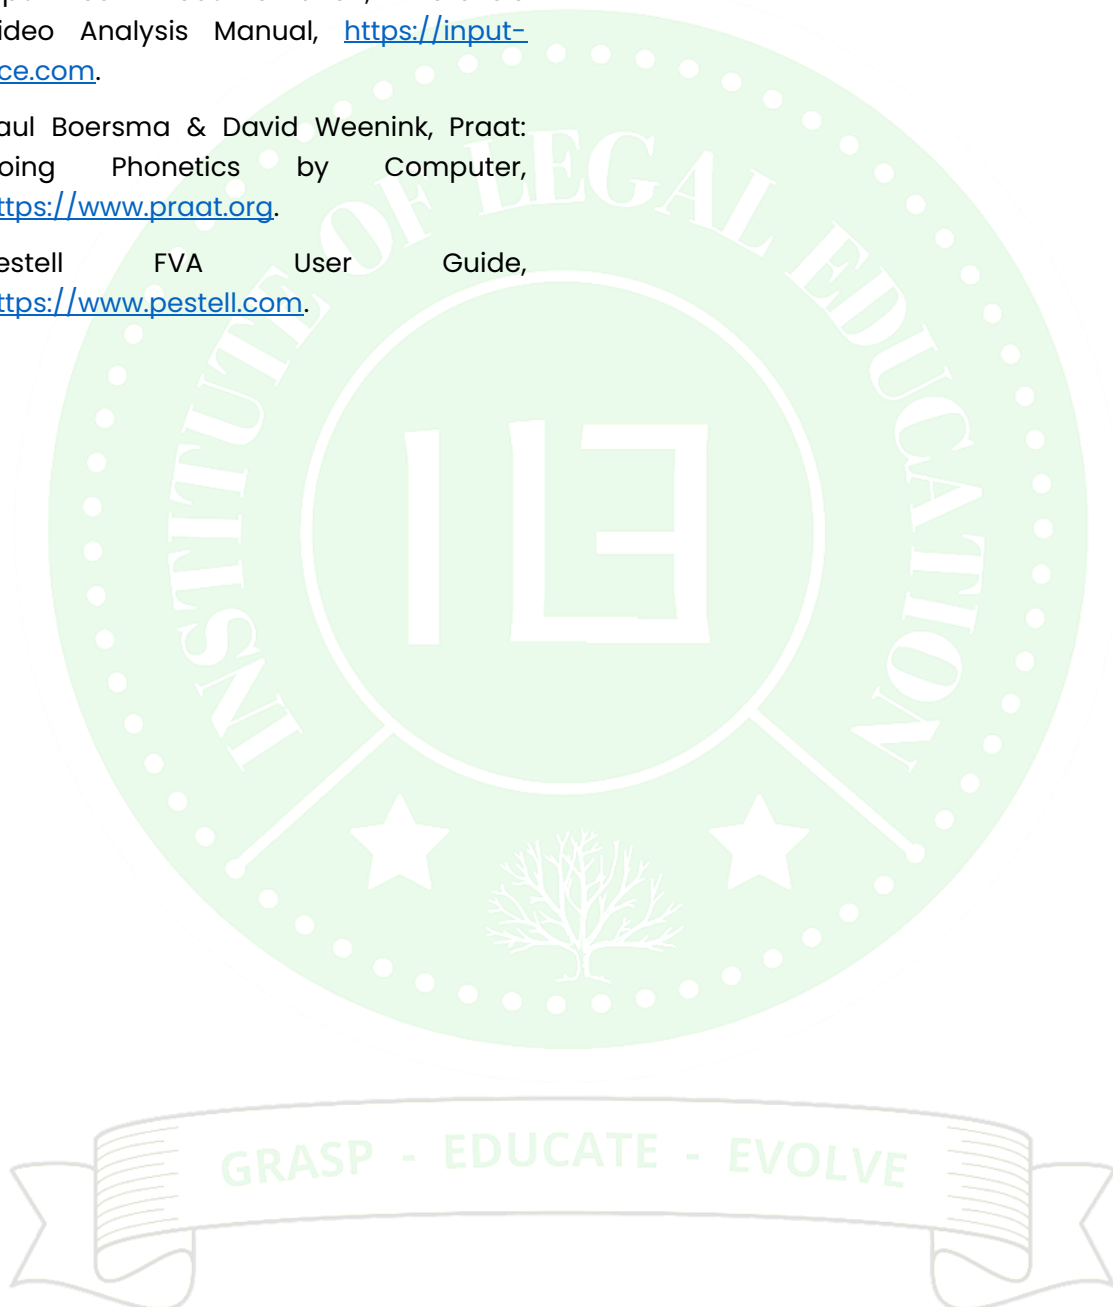 ideo Analysis Manual, https://input-
ce.com.
aul Boersma & David Weenink, Praat:
oing Phonetics by Computer,
ttps://www.praat.org.
estell FVA User Guide,
ttps://www.pestell.com.
INSTITUTE OF LEGAL EDUCATION
ILE
GRASP - EDUCATE - EVOLVE